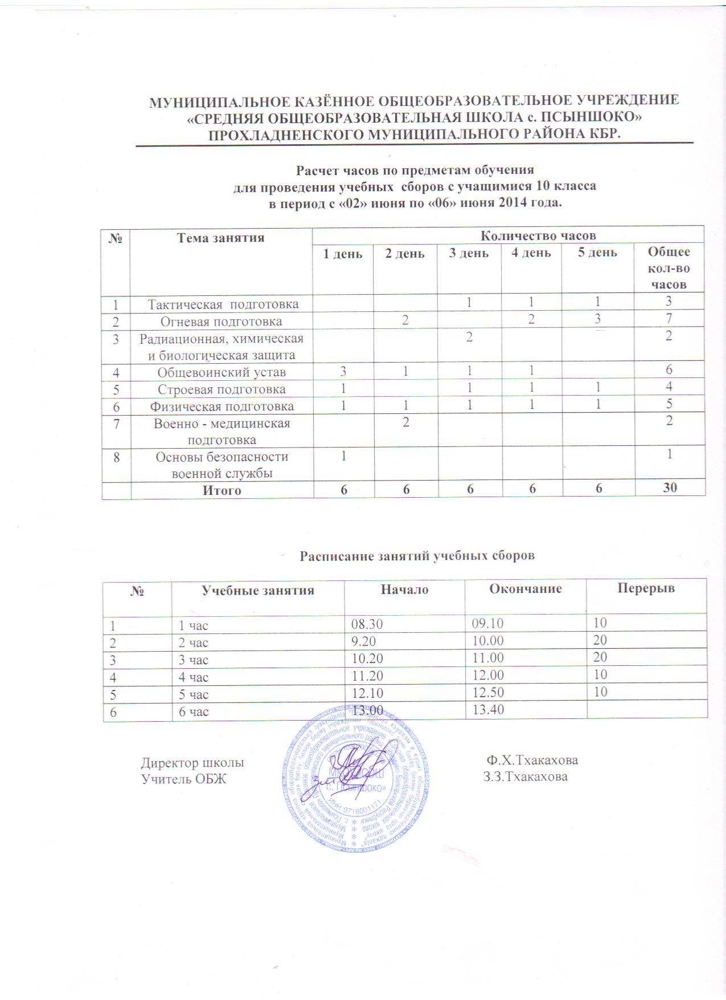 МУНИЦИПАЛЬНОЕ КАЗЁННОЕ ОБЩЕОБРАЗОВАТЕЛЬНОЕ УЧРЕЖДЕНИЕ
«СРЕДНЯЯ ОБЩЕОБРАЗОВАТЕЛЬНАЯ ШКОЛА с. ПСЫНШОКО»
ПРОХЛАДНЕНСКОГО МУНИЦИПАЛЬНОГО РАЙОНА КБР.
Расчет часов по предметам обучения
для проведения учебных сборов с учащимися 10 класса
в период с «02» июня по «06» июня 2014 года.
№ Тема занятия Количество часов
1 день 2 день 3 день 4 день 5 день Общее
кол-во
часов
1 Тактическая подготовка 1 1 1 3
2 Огневая подготовка 2 2 3 7
3 Радиационная, химическая 2 2
и биологическая защита
4 Общевоинский устав 3 1 1 1 6
5 Строевая подготовка 1 1 1 1 4
6 Физическая подготовка 1 1 1 1 1 5
7 Военно - медицинская 2 2
подготовка
8 Основы безопасности 1 1
военной службы
Итого 6 6 6 6 6 30
Расписание занятий учебных сборов
№ Учебные занятия Начало Окончание Перерыв
1 1 час 08.30 09.10 10
2 2 час 9.20 10.00 20
3 3 час 10.20 11.00 20
4 4 час 11.20 12.00 10
5 5 час 12.10 12.50 10
6 6 час 13.00 13.40
Директор школы Ф.Х.Тхакахова
Учитель ОБЖ З.З.Тхакахова
МКОУ «СОШ
с. Псыншоко»
ИНН 0716001171